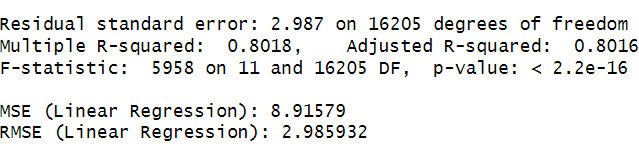 Residual standard error: 2.987 on 16205 degrees of freedom
Multiple R-squared:  0.8018,    Adjusted R-squared:  0.8016
F-statistic:  5958 on 11 and 16205 DF,  p-value: < 2.2e-16
MSE (Linear Regression): 8.91579
RMSE (Linear Regression): 2.985932